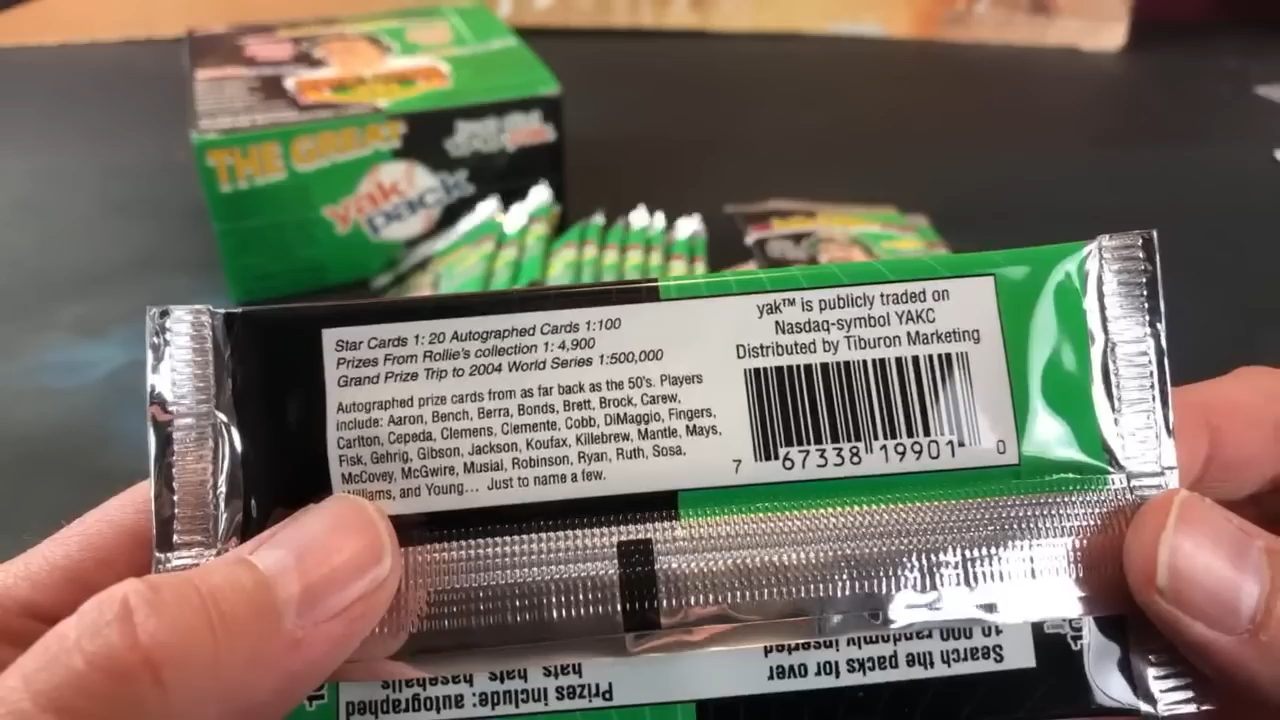 THE GREAT
yak!
pack
Star Cards 1: 20 Autographed Cards 1:100
Prizes From Rollie's collection 1: 4,900
Grand Prize Trip to 2004 World Series 1:500,000
Autographed prize cards from as far back as the 50's. Players
include: Aaron, Bench, Berra, Bonds, Brett, Brock, Carew,
Carlton, Cepeda, Clemens, Clemente, Cobb, DiMaggio, Fingers,
Fisk, Gehrig, Gibson, Jackson, Koufax, Killebrew, Mantle, Mays,
McCovey, McGwire, Musial, Robinson, Ryan, Ruth, Sosa,
Williams, and Young... Just to name a few.
yak™ is publicly traded on
Nasdaq-symbol YAKC
Distributed by Tiburon Marketing
7 67338 19901 0
Search the packs for over
10,000 randomly inserted
Prizes include: autographed
hats, baseballs